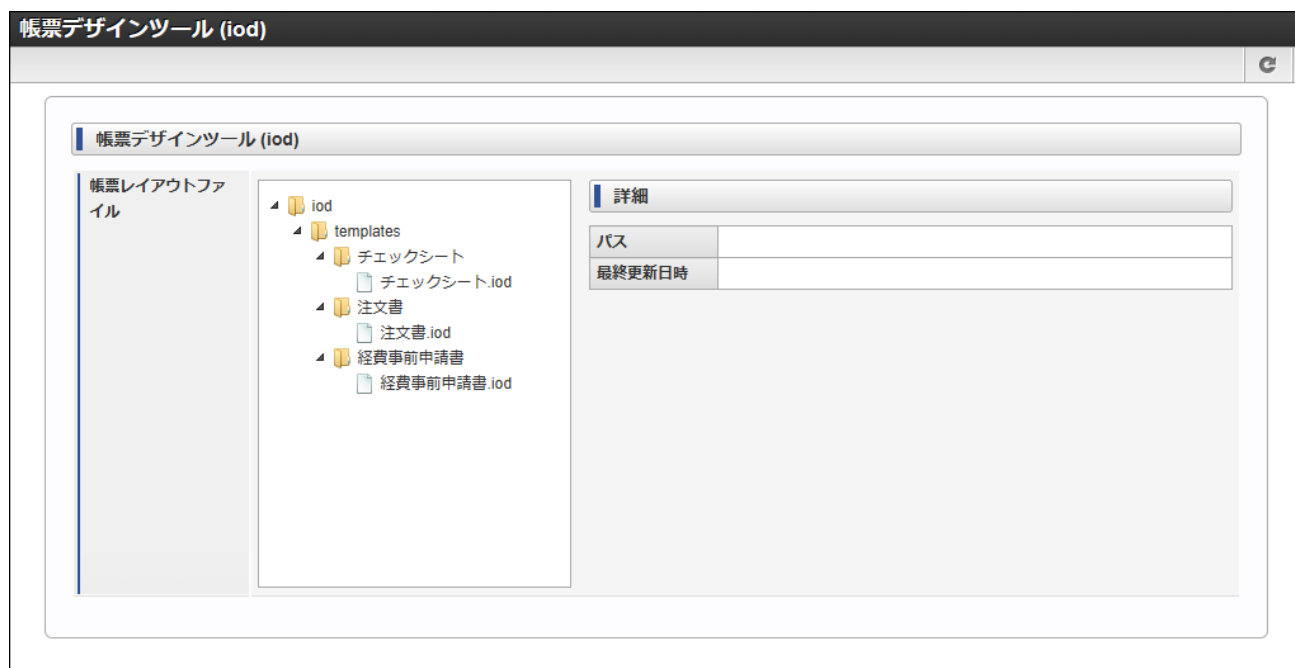 帳票デザインツール (iod)
帳票デザインツール (iod)
帳票レイアウトファ
イル
iod
templates
チェックシート
チェックシート.iod
注文書
注文書.iod
経費事前申請書
経費事前申請書.iod
詳細
パス
最終更新日時